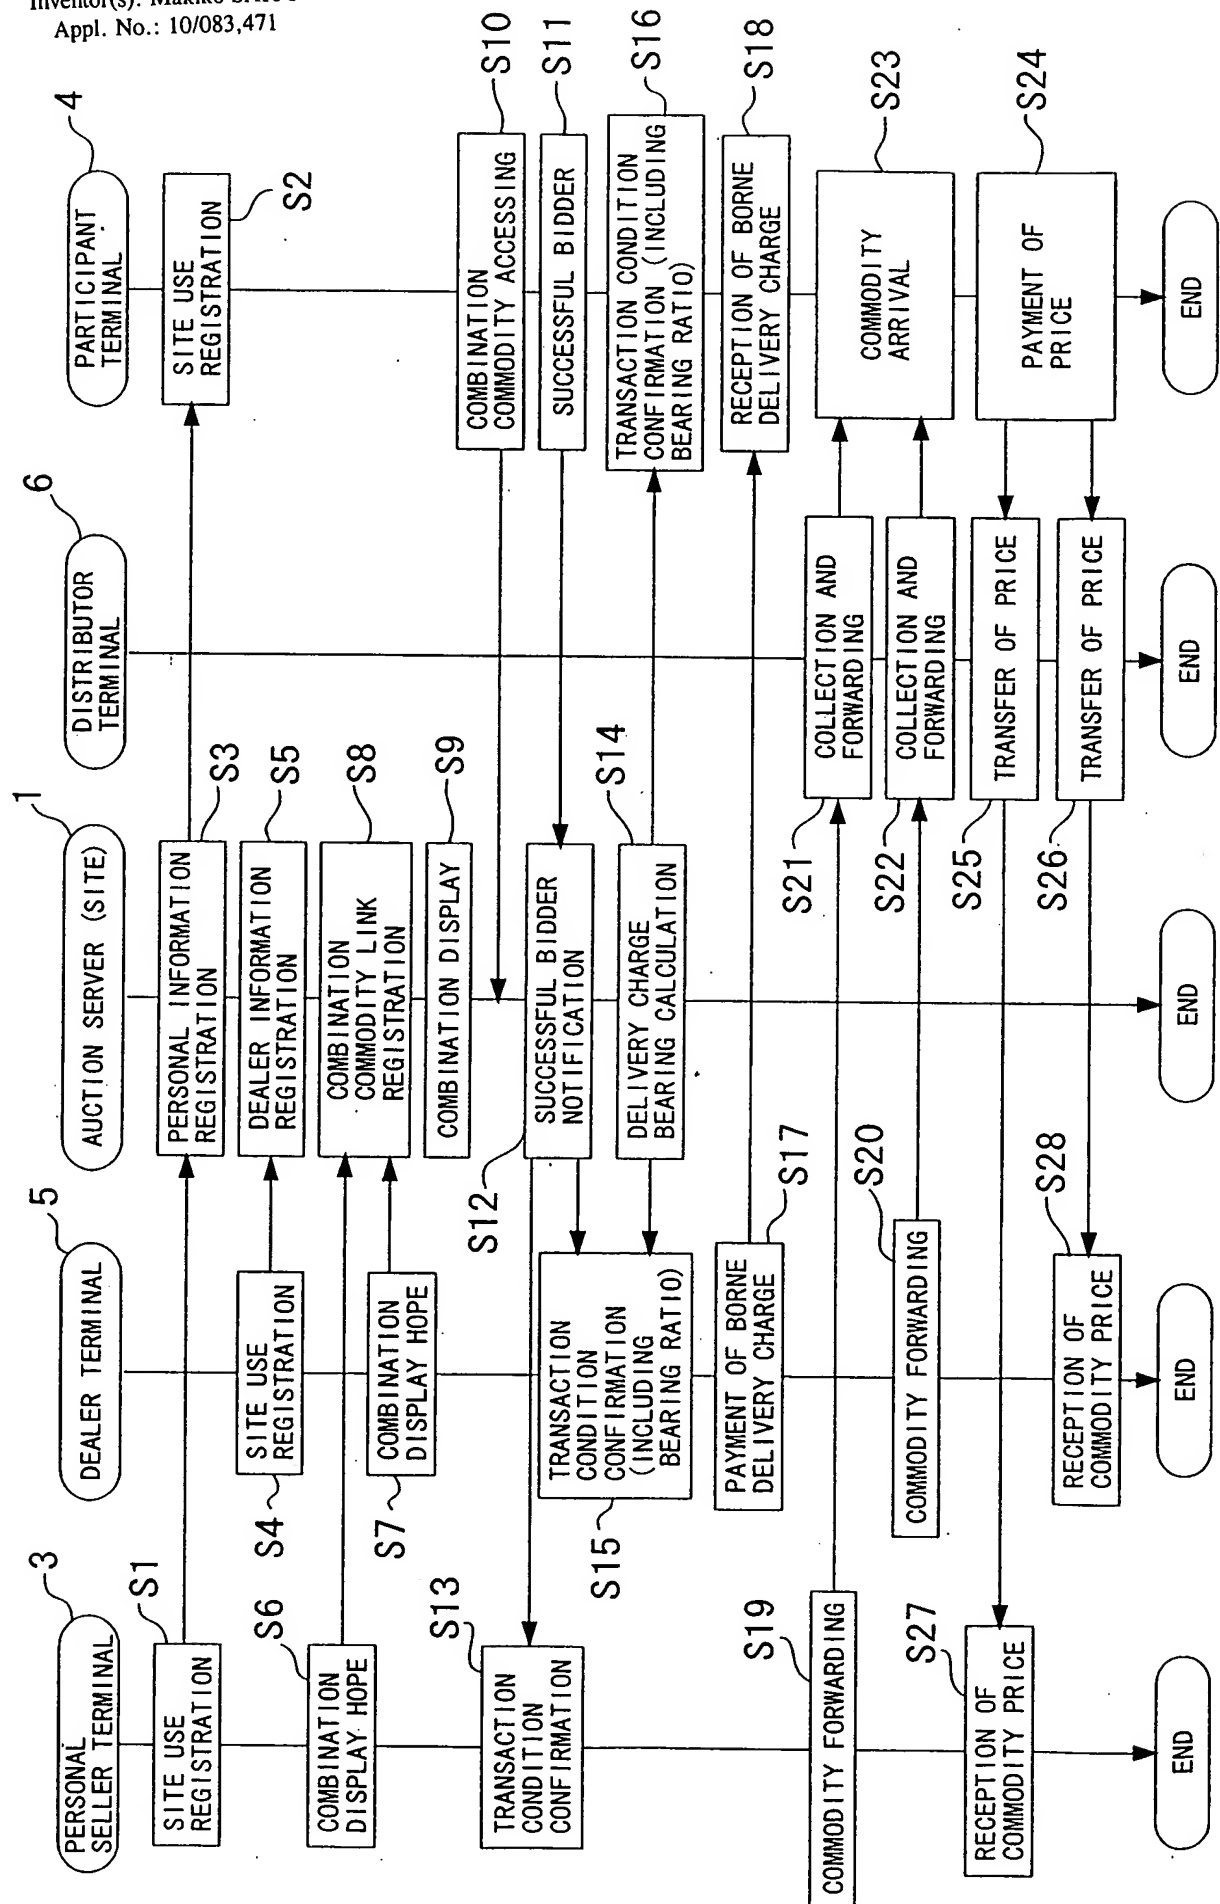 Appl. No.: 10/083,471
PERSONAL
SELLER TERMINAL
3
SITE USE
REGISTRATION
S1
COMBINATION
DISPLAY HOPE
S6
TRANSACTION
CONDITION
CONFIRMATION
S13
COMMODITY FORWARDING
S19
RECEPTION OF
COMMODITY PRICE
S27
END
DEALER TERMINAL
5
SITE USE
REGISTRATION
S4
COMBINATION
DISPLAY HOPE
S7
TRANSACTION
CONDITION
CONFIRMATION
(INCLUDING
BEARING RATIO)
S15
PAYMENT OF BORNE
DELIVERY CHARGE
S17
COMMODITY FORWARDING
S20
RECEPTION OF
COMMODITY PRICE
S28
END
AUCTION SERVER (SITE)
1
PERSONAL INFORMATION
REGISTRATION
S3
DEALER INFORMATION
REGISTRATION
S5
COMBINATION
COMMODITY LINK
REGISTRATION
S8
COMBINATION DISPLAY
S9
SUCCESSFUL BIDDER
NOTIFICATION
S12
DELIVERY CHARGE
BEARING CALCULATION
S14
END
DISTRIBUTOR
TERMINAL
6
COLLECTION AND
FORWARDING
S21
COLLECTION AND
FORWARDING
S22
TRANSFER OF PRICE
S25
TRANSFER OF PRICE
S26
END
PARTICIPANT
TERMINAL
4
SITE USE
REGISTRATION
S2
COMBINATION
COMMODITY ACCESSING
S10
SUCCESSFUL BIDDER
S11
TRANSACTION CONDITION
CONFIRMATION (INCLUDING
BEARING RATIO)
S16
RECEPTION OF BORNE
DELIVERY CHARGE
S18
COMMODITY
ARRIVAL
S23
PAYMENT OF
PRICE
S24
END